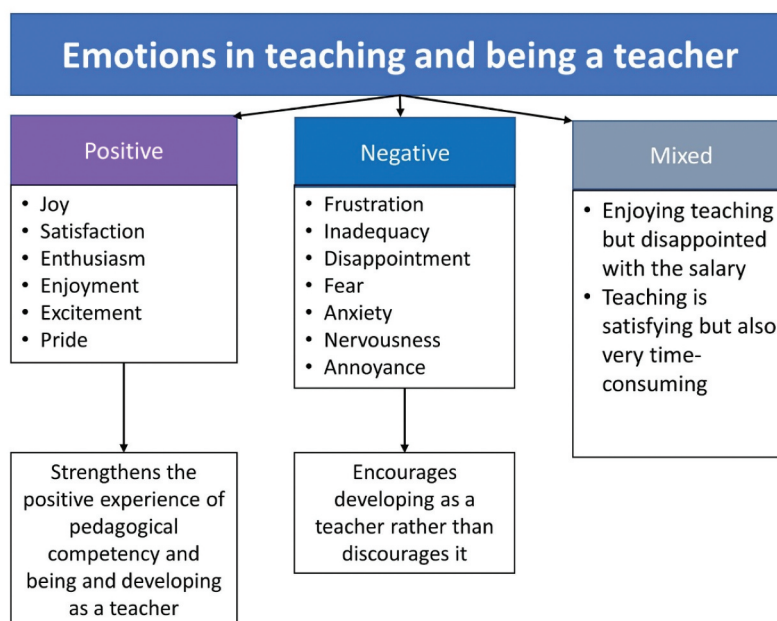 Emotions in teaching and being a teacher
Positive
• Joy
• Satisfaction
• Enthusiasm
• Enjoyment
• Excitement
• Pride
Strengthens the
positive experience of
pedagogical
competency and
being and developing
as a teacher
Negative
• Frustration
• Inadequacy
• Disappointment
• Fear
• Anxiety
• Nervousness
• Annoyance
Encourages
developing as a
teacher rather than
discourages it
Mixed
• Enjoying teaching
but disappointed
with the salary
• Teaching is
satisfying but also
very time-
consuming